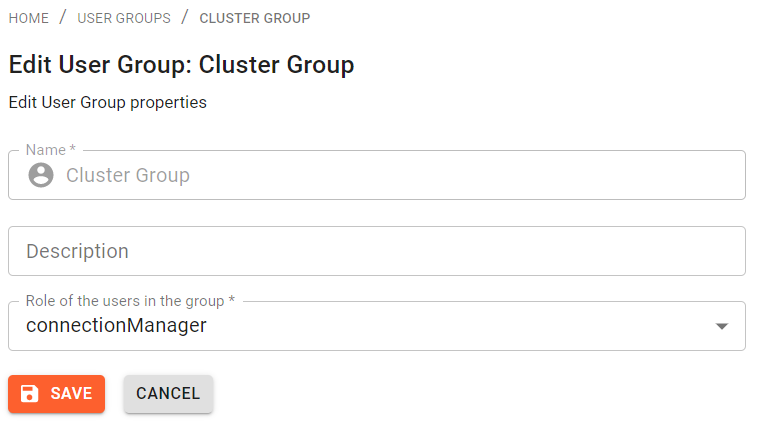 HOME / USER GROUPS / CLUSTER GROUP
Edit User Group: Cluster Group
Edit User Group properties
Name *
Cluster Group
Description
Role of the users in the group *
connectionManager
SAVE CANCEL